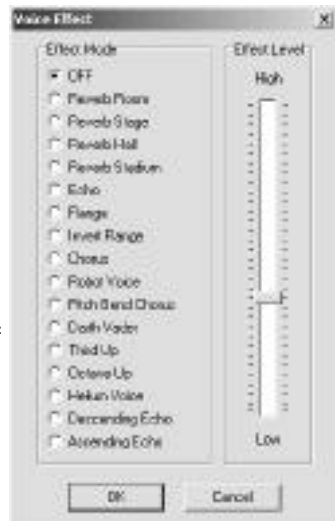 Voice Effect
Effect Mode
OFF
Reverb Room
Reverb Stage
Reverb Hall
Reverb Stadium
Echo
Flange
Invert Flange
Chorus
Robot Voice
Pitch Bend Chorus
Darth Vader
Third Up
Octave Up
Helium Voice
Descending Echo
Ascending Echo
Effect Level
High
Low
OK
Cancel